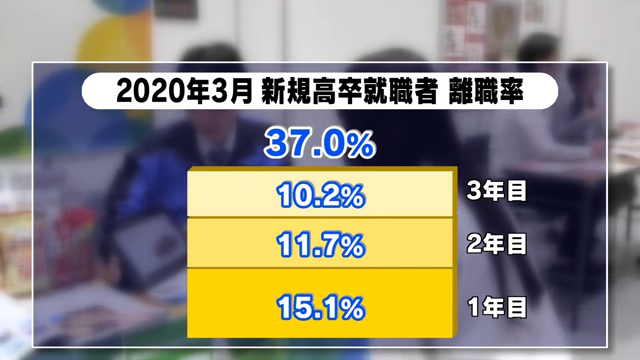 2020年3月 新規高卒就職者 離職率
37.0%
10.2% 3年目
11.7% 2年目
15.1% 1年目